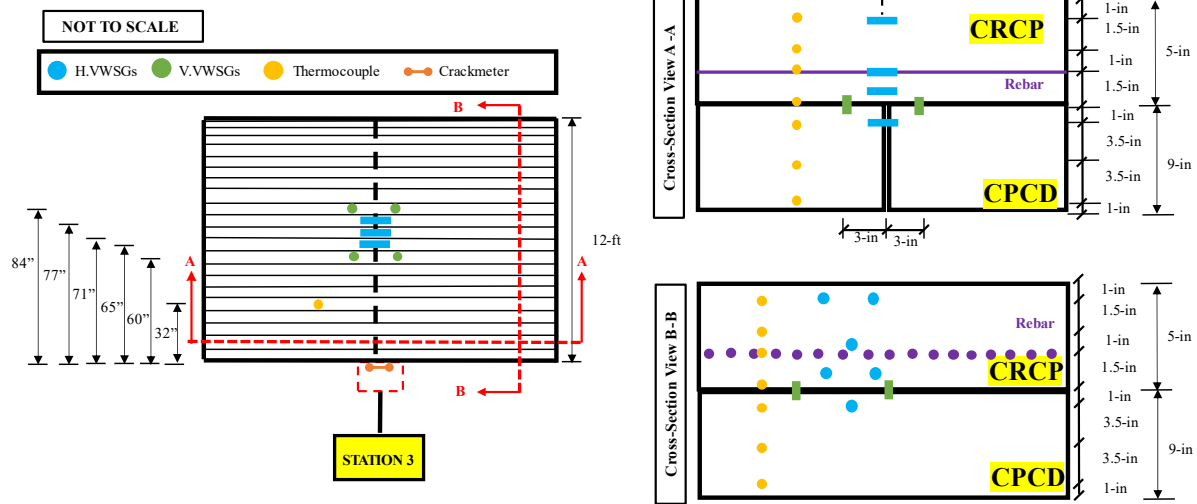 NOT TO SCALE
H.VWSGs
V.VWSGs
Thermocouple
Crackmeter
B
A
A
B
84”
77”
71”
65”
60”
32”
12-ft
STATION 3
Cross-Section View A -A
CRCP
Rebar
CPCD
1-in
1.5-in
1-in
1.5-in
1-in
3.5-in
3.5-in
1-in
5-in
9-in
3-in
3-in
Cross-Section View B-B
Rebar
CRCP
CPCD
1-in
1.5-in
1-in
1.5-in
1-in
3.5-in
3.5-in
1-in
5-in
9-in